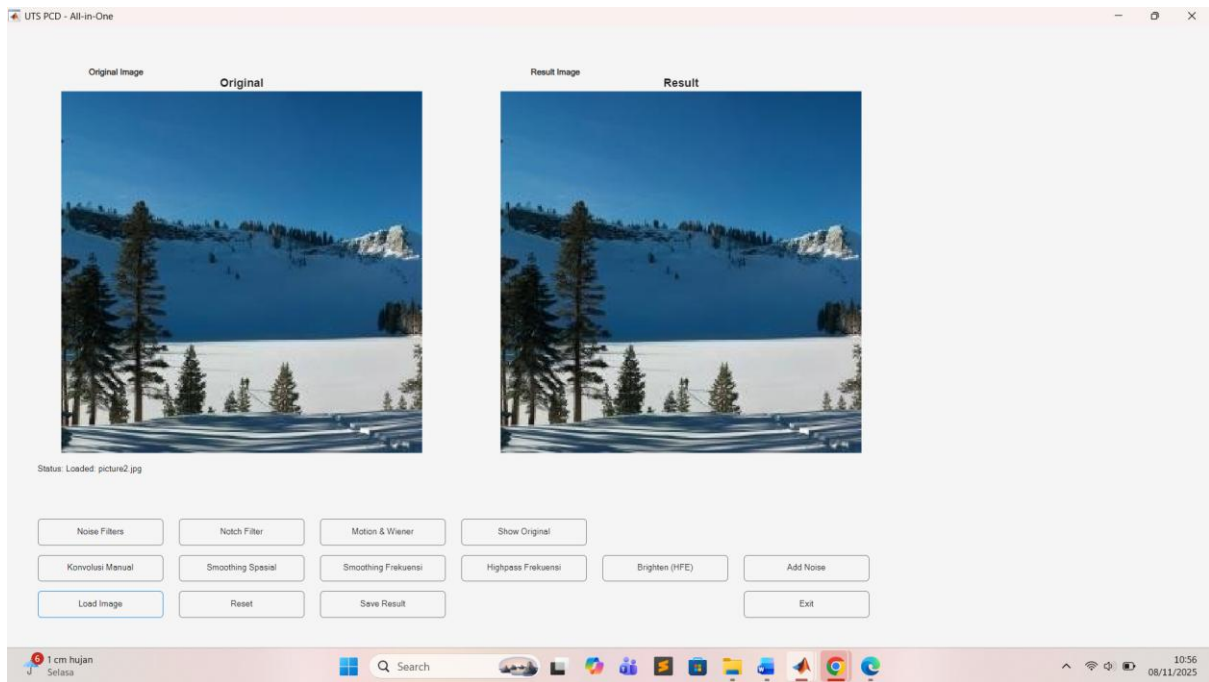 UTS PCD - All-in-One
Original Image
Original
Result Image
Result
Status: Loaded: picture2.jpg
Noise Filters
Notch Filter
Motion & Wiener
Show Original
Konvolusi Manual
Smoothing Spasial
Smoothing Frekuensi
Highpass Frekuensi
Brighten (HFE)
Add Noise
Load Image
Reset
Save Result
Exit
6
1 cm hujan
Selasa
Search
10:56
08/11/2025